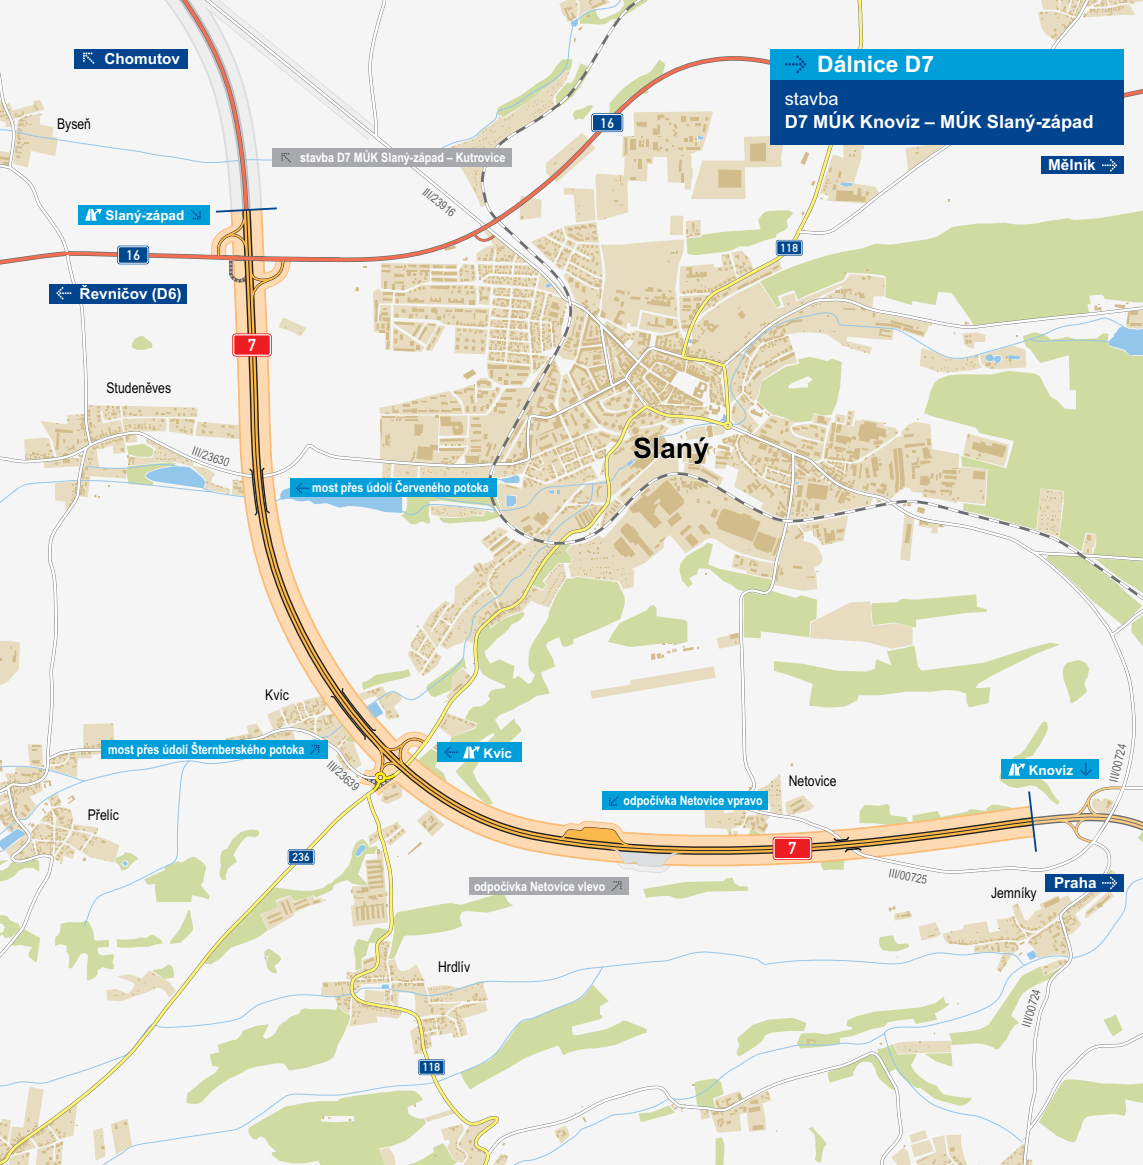 Chomutov
Dálnice D7
stavba
D7 MÚK Knovíz – MÚK Slaný-západ
Byseň
16
stavba D7 MÚK Slaný-západ – Kutrovice
Mělník
III/23916
Slaný-západ
16
118
Řevničov (D6)
7
Studeněves
Slaný
III/23630
most přes údolí Červeného potoka
Kvíc
most přes údolí Šternberského potoka
Kvíc
III/00724
Knovíz
III/23639
Netovice
odpočívka Netovice vpravo
Přelíc
7
236
III/00725
odpočívka Netovice vlevo
Praha
Jemníky
Hrdlív
III/00724
118